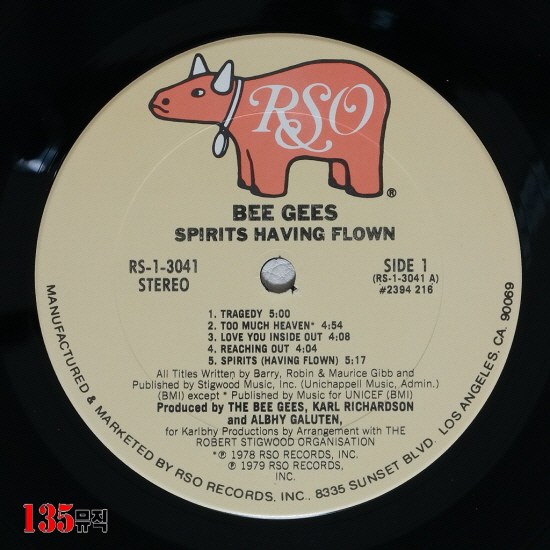 RSO
®
BEE GEES
SPIRITS HAVING FLOWN
RS-1-3041
STEREO
SIDE 1
(RS-1-3041 A)
#2394 216
1. TRAGEDY 5:00
2. TOO MUCH HEAVEN* 4:54
3. LOVE YOU INSIDE OUT 4:08
4. REACHING OUT 4:04
5. SPIRITS (HAVING FLOWN) 5:17
All Titles Written by Barry, Robin & Maurice Gibb and
Published by Stigwood Music, Inc. (Unichappell Music, Admin.)
(BMI) except * Published by Music for UNICEF (BMI)
Produced by THE BEE GEES, KARL RICHARDSON
and ALBHY GALUTEN,
for Karlbhy Productions by Arrangement with THE
ROBERT STIGWOOD ORGANISATION
*℗ 1978 RSO RECORDS, INC.
℗ 1979 RSO RECORDS,
INC.
MANUFACTURED & MARKETED BY RSO RECORDS, INC., 8335 SUNSET BLVD. LOS ANGELES, CA. 90069
135뮤직